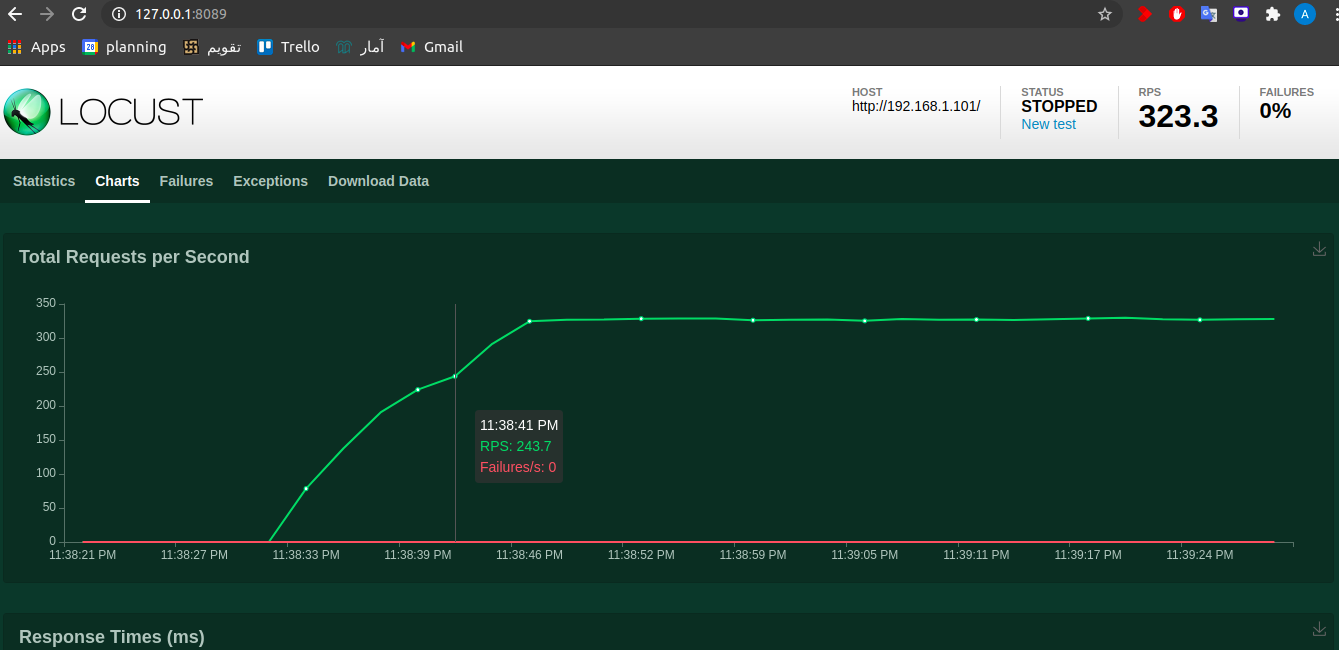 127.0.0.1:8089
A
Apps 28 planning تقویم Trello آمار Gmail
LOCUST
HOST
http://192.168.1.101/
STATUS
STOPPED
New test
RPS
323.3
FAILURES
0%
Statistics Charts Failures Exceptions Download Data
Total Requests per Second
350
300
250
200
150
100
50
0
11:38:41 PM
RPS: 243.7
Failures/s: 0
11:38:21 PM 11:38:27 PM 11:38:33 PM 11:38:39 PM 11:38:46 PM 11:38:52 PM 11:38:59 PM 11:39:05 PM 11:39:11 PM 11:39:17 PM 11:39:24 PM
Response Times (ms)